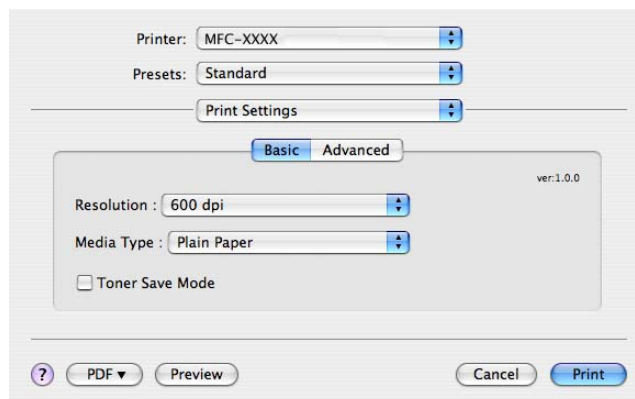 Printer: MFC-XXXX
Presets: Standard
Print Settings
Basic Advanced
ver:1.0.0
Resolution : 600 dpi
Media Type : Plain Paper
Toner Save Mode
? PDF ▼ Preview Cancel Print